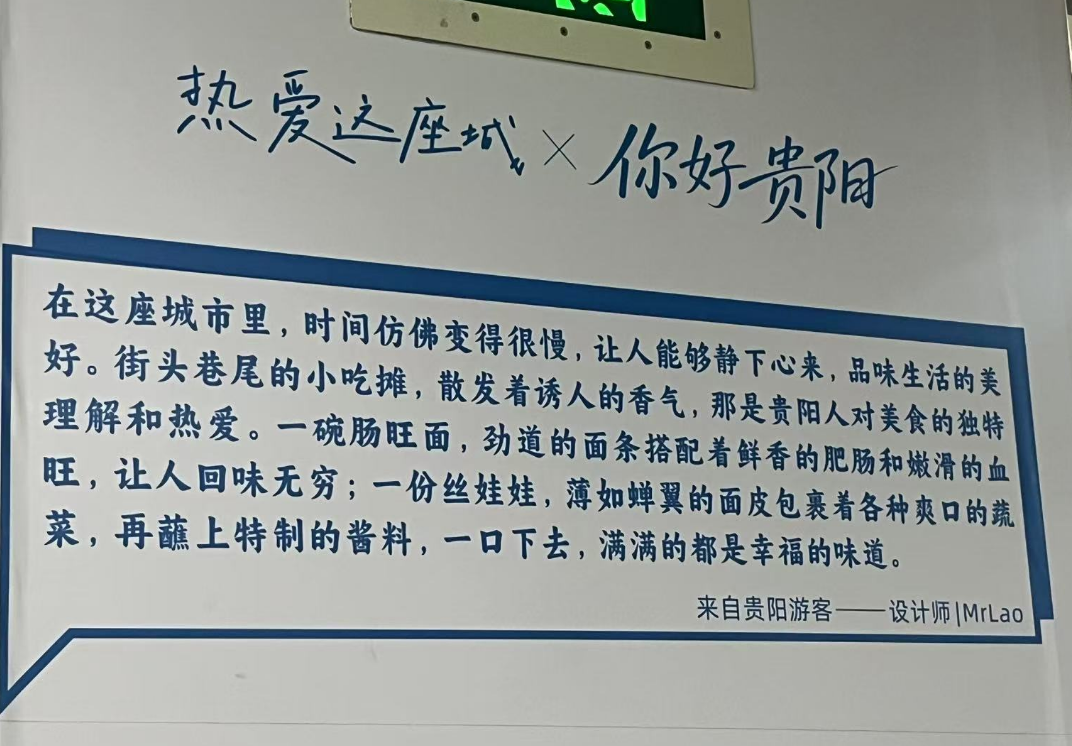 热爱这座城×你好贵阳
在这座城市里，时间仿佛变得很慢，让人能够静下心来，品味生活的美
好。街头巷尾的小吃摊，散发着诱人的香气，那是贵阳人对美食的独特
理解和热爱。一碗肠旺面，劲道的面条搭配着鲜香的肥肠和嫩滑的血
旺，让人回味无穷；一份丝娃娃，薄如蝉翼的面皮包裹着各种爽口的蔬
菜，再蘸上特制的酱料，一口下去，满满的都是幸福的味道。
来自贵阳游客——设计师|MrLao